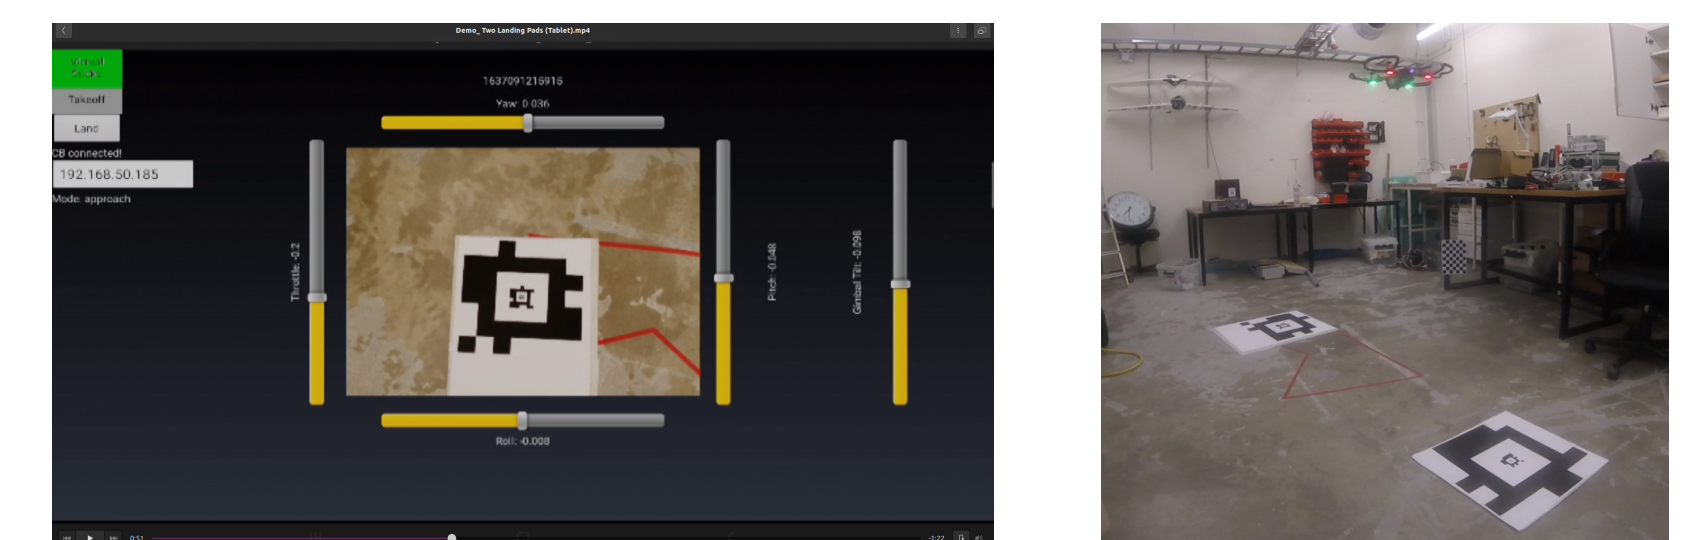 Demo_ Two Landing Pads (Tablet).mp4
Virtual
Sticks
Takeoff
Land
CB connected!
192.168.50.185
Mode: approach
1637091215915
Yaw: 0.036
Throttle: -0.2
Pitch: -0.048
Gimbal Tilt: -0.098
Roll: -0.008
0:51
-1:22